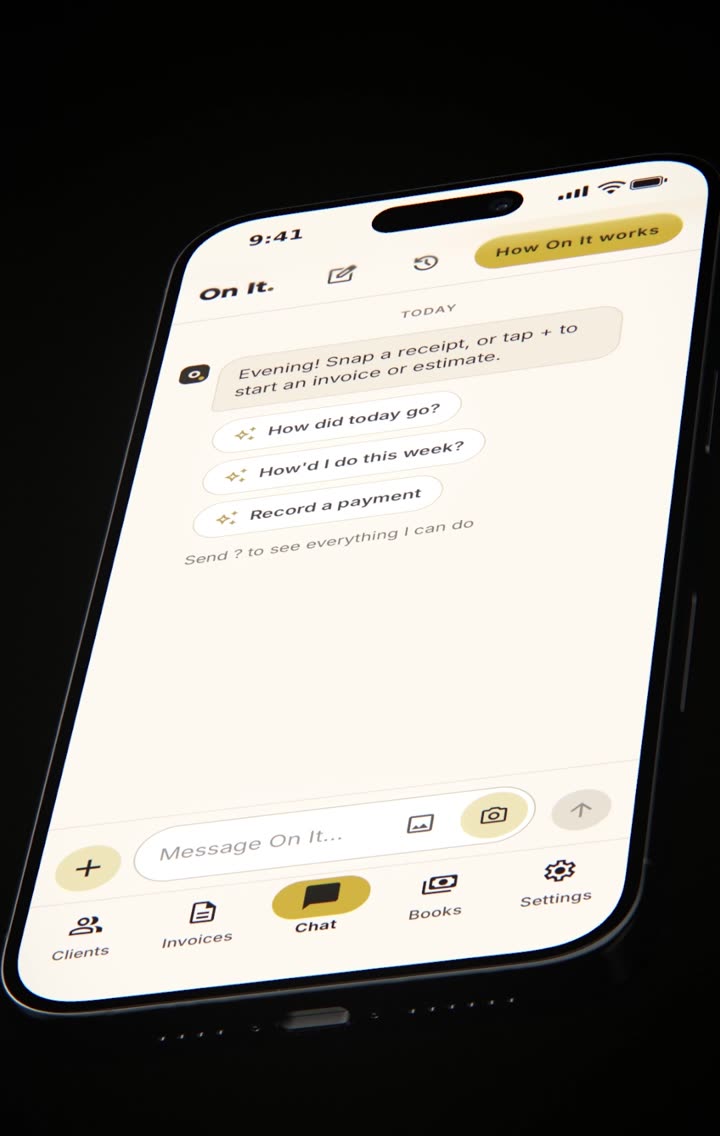 9:41
On It.
How On It works
TODAY
Evening! Snap a receipt, or tap + to
start an invoice or estimate.
How did today go?
How'd I do this week?
Record a payment
Send ? to see everything I can do
Message On It...
Clients
Invoices
Chat
Books
Settings